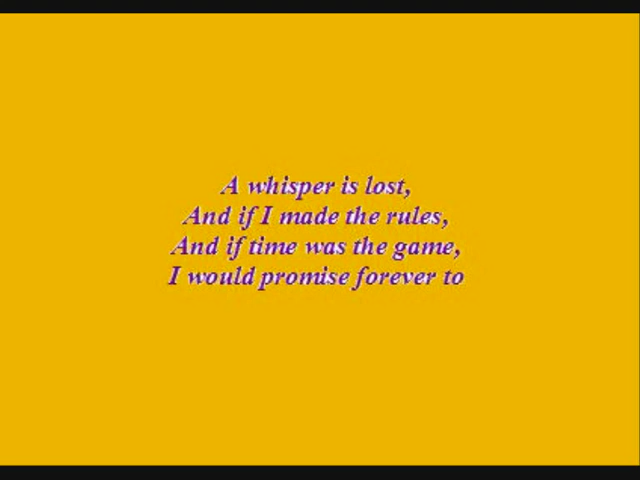 A whisper is lost,
And if I made the rules,
And if time was the game,
I would promise forever to